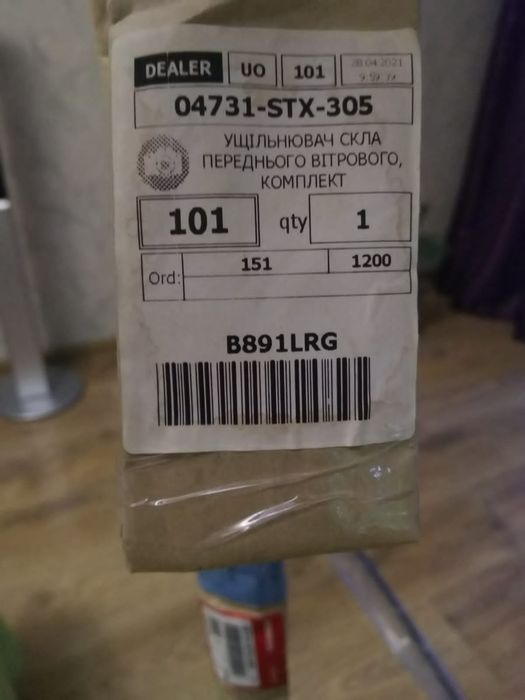 DEALER UO 101 28.04.2021
04731-STX-305
УЩІЛЬНЮВАЧ СКЛА
ПЕРЕДНЬОГО ВІТРОВОГО,
КОМПЛЕКТ
101 qty 1
Ord: 151 1200
B891LRG